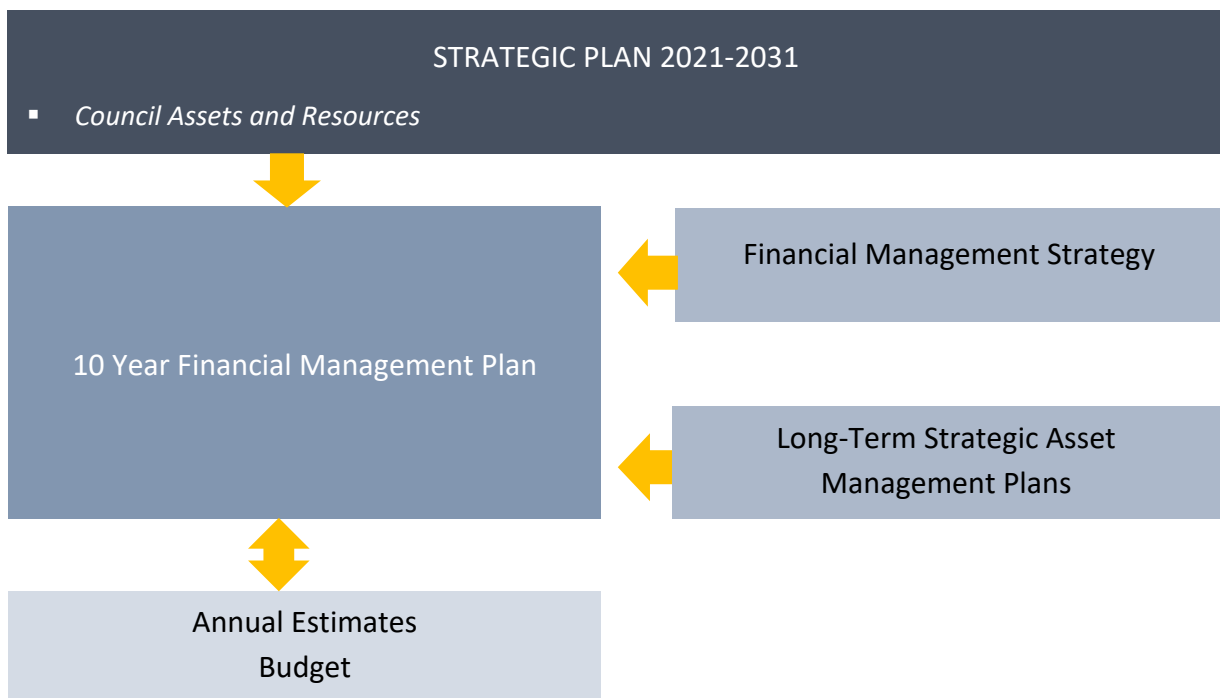 STRATEGIC PLAN 2021-2031
▪ Council Assets and Resources
Financial Management Strategy
10 Year Financial Management Plan
Long-Term Strategic Asset
Management Plans
Annual Estimates
Budget